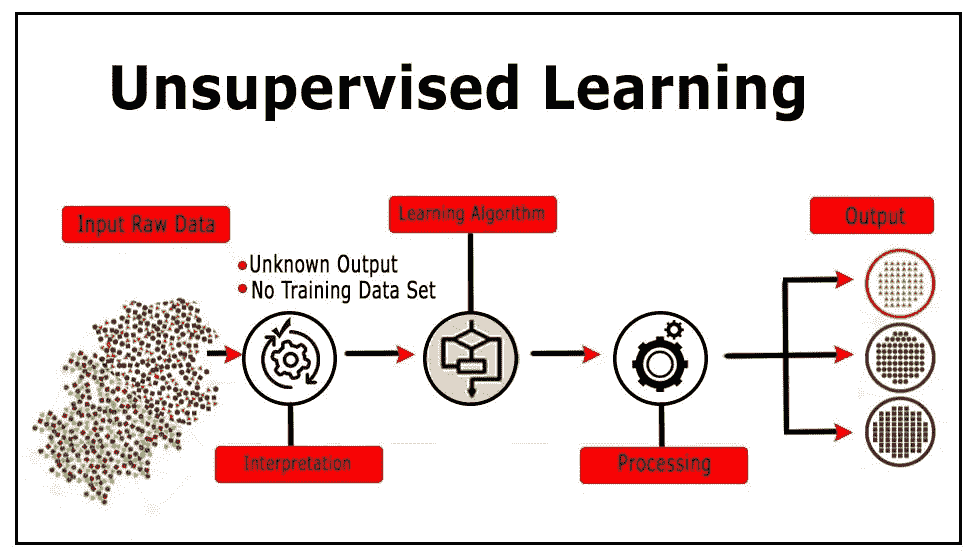 Unsupervised Learning
Input Raw Data
Unknown Output
No Training Data Set
Learning Algorithm
Output
Interpretation
Processing